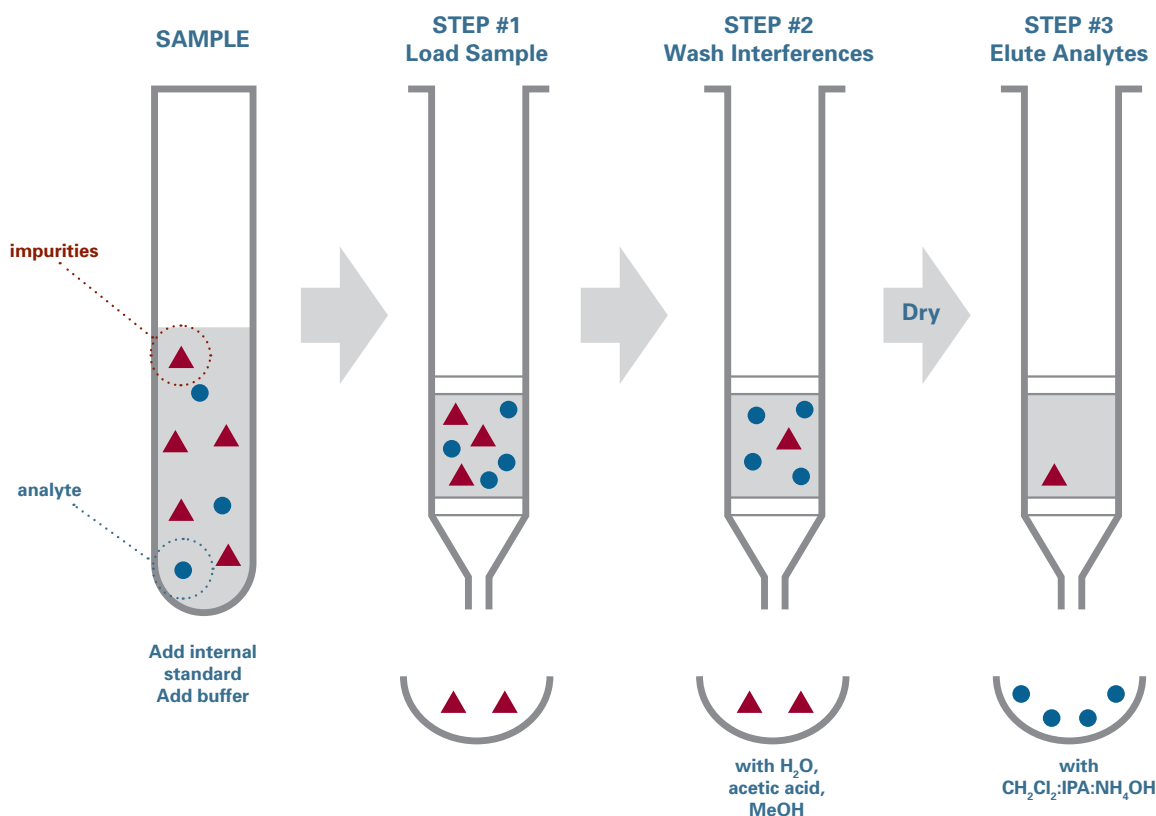 SAMPLE
STEP #1
Load Sample
STEP #2
Wash Interferences
STEP #3
Elute Analytes
impurities
Dry
analyte
Add internal
standard
Add buffer
with H₂O,
acetic acid,
MeOH
with
CH₂Cl₂:IPA:NH₄OH